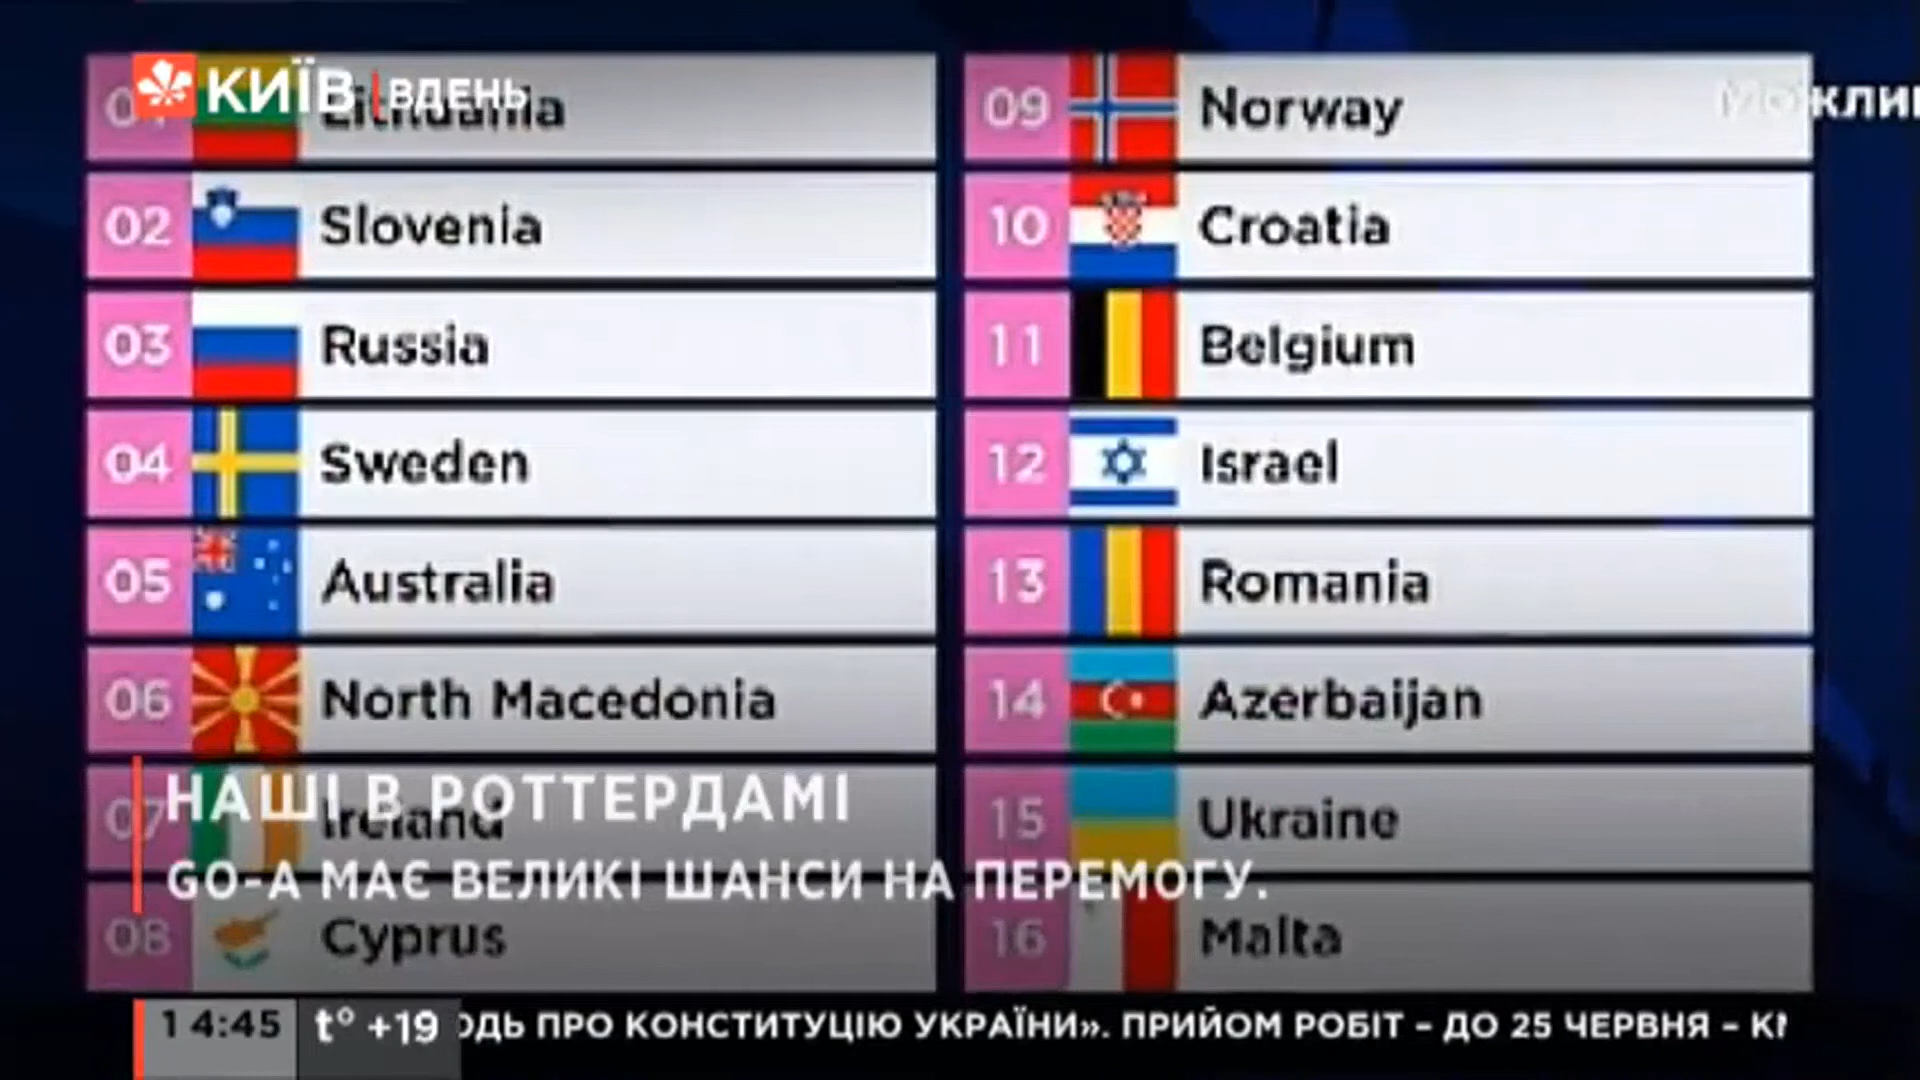 КИЇВ | ВДЕНЬ
01 Lithuania
02 Slovenia
03 Russia
04 Sweden
05 Australia
06 North Macedonia
07 Ireland
08 Cyprus
09 Norway
10 Croatia
11 Belgium
12 Israel
13 Romania
14 Azerbaijan
15 Ukraine
16 Malta
НАШІ В РОТТЕРДАМІ
GO-A МАЄ ВЕЛИКІ ШАНСИ НА ПЕРЕМОГУ.
14:45 t° +19 ОДЬ ПРО КОНСТИТУЦІЮ УКРАЇНИ». ПРИЙОМ РОБІТ – ДО 25 ЧЕРВНЯ –